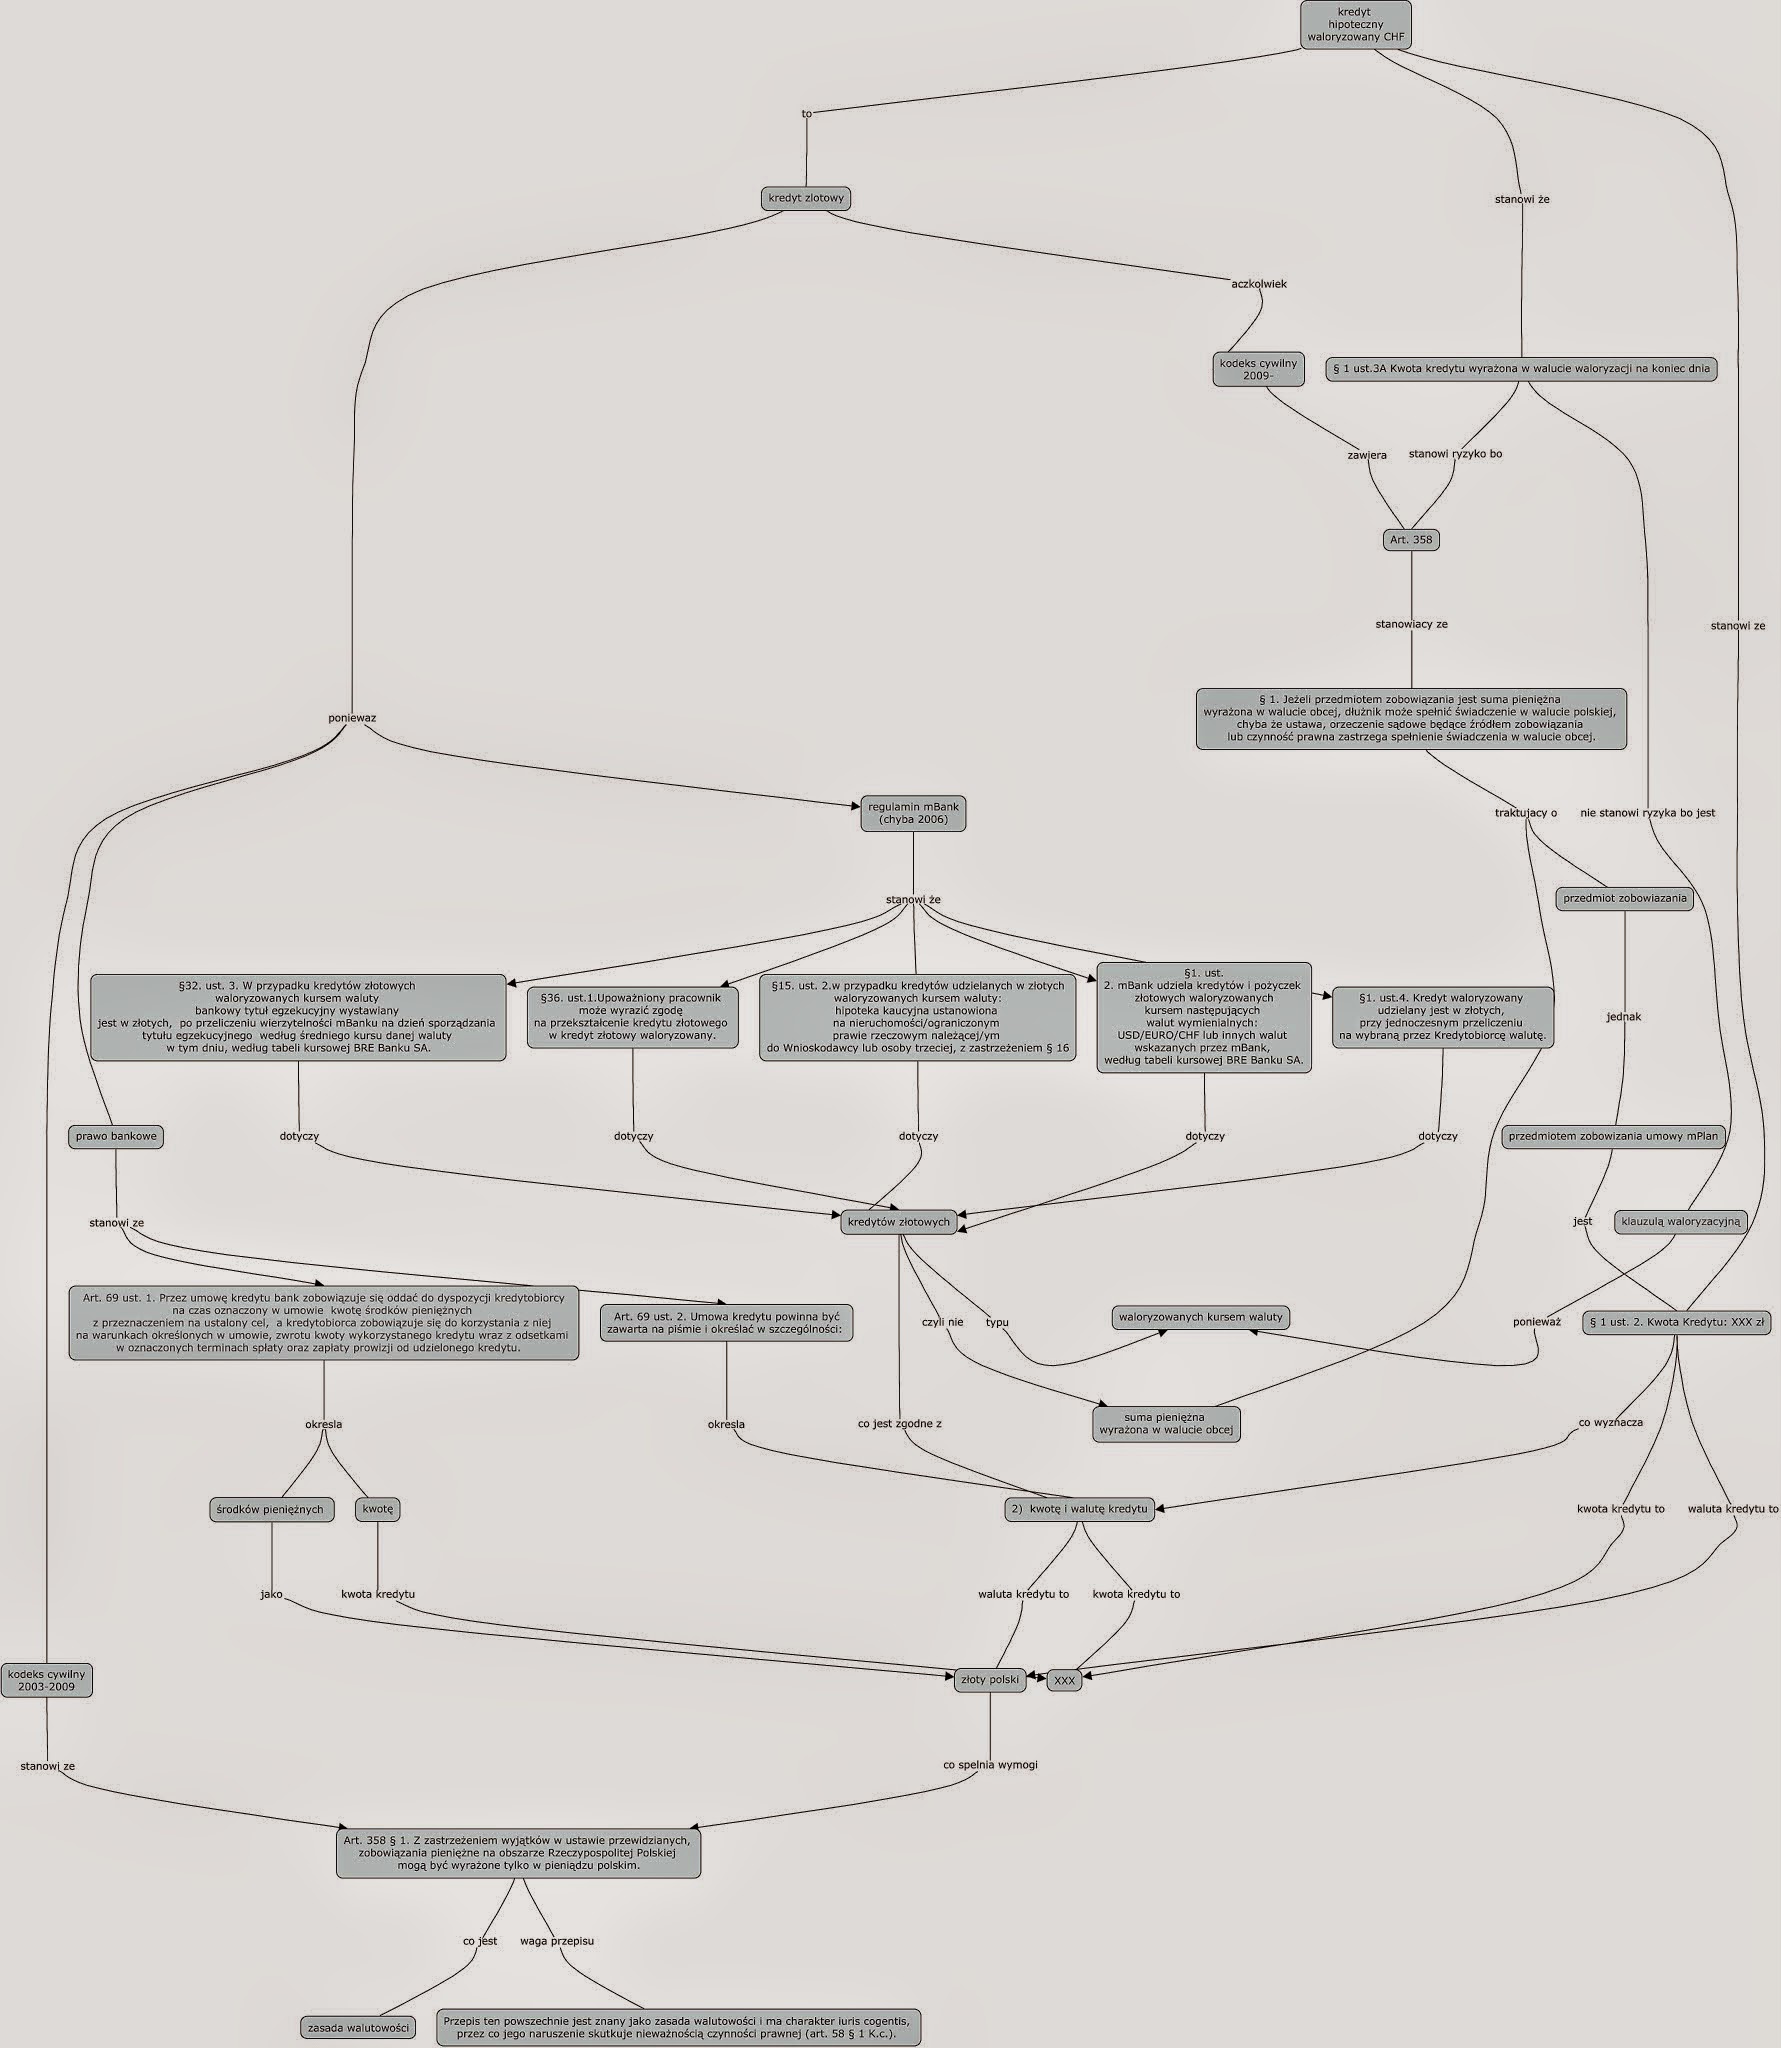 kredyt
hipoteczny
waloryzowany CHF
to
kredyt zlotowy
stanowi że
aczkolwiek
kodeks cywilny
2009-
§ 1 ust.3A Kwota kredytu wyrażona w walucie waloryzacji na koniec dnia
zawiera
stanowi ryzyko bo
Art. 358
stanowiacy ze
stanowi ze
§ 1. Jeżeli przedmiotem zobowiązania jest suma pieniężna
wyrażona w walucie obcej, dłużnik może spełnić świadczenie w walucie polskiej,
chyba że ustawa, orzeczenie sądowe będące źródłem zobowiązania
lub czynność prawna zastrzega spełnienie świadczenia w walucie obcej.
poniewaz
regulamin mBank
(chyba 2006)
traktujacy o
nie stanowi ryzyka bo jest
przedmiot zobowiazania
stanowi że
§32. ust. 3. W przypadku kredytów złotowych
waloryzowanych kursem waluty
bankowy tytuł egzekucyjny wystawiany
jest w złotych,  po przeliczeniu wierzytelności mBanku na dzień sporządzania
tytułu egzekucyjnego  według średniego kursu danej waluty
w tym dniu, według tabeli kursowej BRE Banku SA.
§36. ust.1.Upoważniony pracownik
może wyrazić zgodę
na przekształcenie kredytu złotowego
w kredyt złotowy waloryzowany.
§15. ust. 2.w przypadku kredytów udzielanych w złotych
waloryzowanych kursem waluty:
hipoteka kaucyjna ustanowiona
na nieruchomości/ograniczonym
prawie rzeczowym należącej/ym
do Wnioskodawcy lub osoby trzeciej, z zastrzeżeniem § 16
§1. ust.
2. mBank udziela kredytów i pożyczek
złotowych waloryzowanych
kursem następujących
walut wymienialnych:
USD/EURO/CHF lub innych walut
wskazanych przez mBank,
według tabeli kursowej BRE Banku SA.
§1. ust.4. Kredyt waloryzowany
udzielany jest w złotych,
przy jednoczesnym przeliczeniu
na wybraną przez Kredytobiorcę walutę.
jednak
prawo bankowe
dotyczy
dotyczy
dotyczy
dotyczy
dotyczy
przedmiotem zobowizania umowy mPlan
stanowi ze
kredytów złotowych
jest
klauzulą waloryzacyjną
Art. 69 ust. 1. Przez umowę kredytu bank zobowiązuje się oddać do dyspozycji kredytobiorcy
na czas oznaczony w umowie  kwotę środków pieniężnych
z przeznaczeniem na ustalony cel,  a kredytobiorca zobowiązuje się do korzystania z niej
na warunkach określonych w umowie, zwrotu kwoty wykorzystanego kredytu wraz z odsetkami
w oznaczonych terminach spłaty oraz zapłaty prowizji od udzielonego kredytu.
Art. 69 ust. 2. Umowa kredytu powinna być
zawarta na piśmie i określać w szczególności:
czyli nie
typu
waloryzowanych kursem waluty
ponieważ
§ 1 ust. 2. Kwota Kredytu: XXX zł
okresla
okresla
co jest zgodne z
suma pieniężna
wyrażona w walucie obcej
co wyznacza
środków pieniężnych
kwotę
2)  kwotę i walutę kredytu
kwota kredytu to
waluta kredytu to
jako
kwota kredytu
waluta kredytu to
kwota kredytu to
kodeks cywilny
2003-2009
złoty polski
XXX
stanowi ze
co spelnia wymogi
Art. 358 § 1. Z zastrzeżeniem wyjątków w ustawie przewidzianych,
zobowiązania pieniężne na obszarze Rzeczypospolitej Polskiej
mogą być wyrażone tylko w pieniądzu polskim.
co jest
waga przepisu
zasada walutowości
Przepis ten powszechnie jest znany jako zasada walutowości i ma charakter iuris cogentis,
przez co jego naruszenie skutkuje nieważnością czynności prawnej (art. 58 § 1 K.c.).